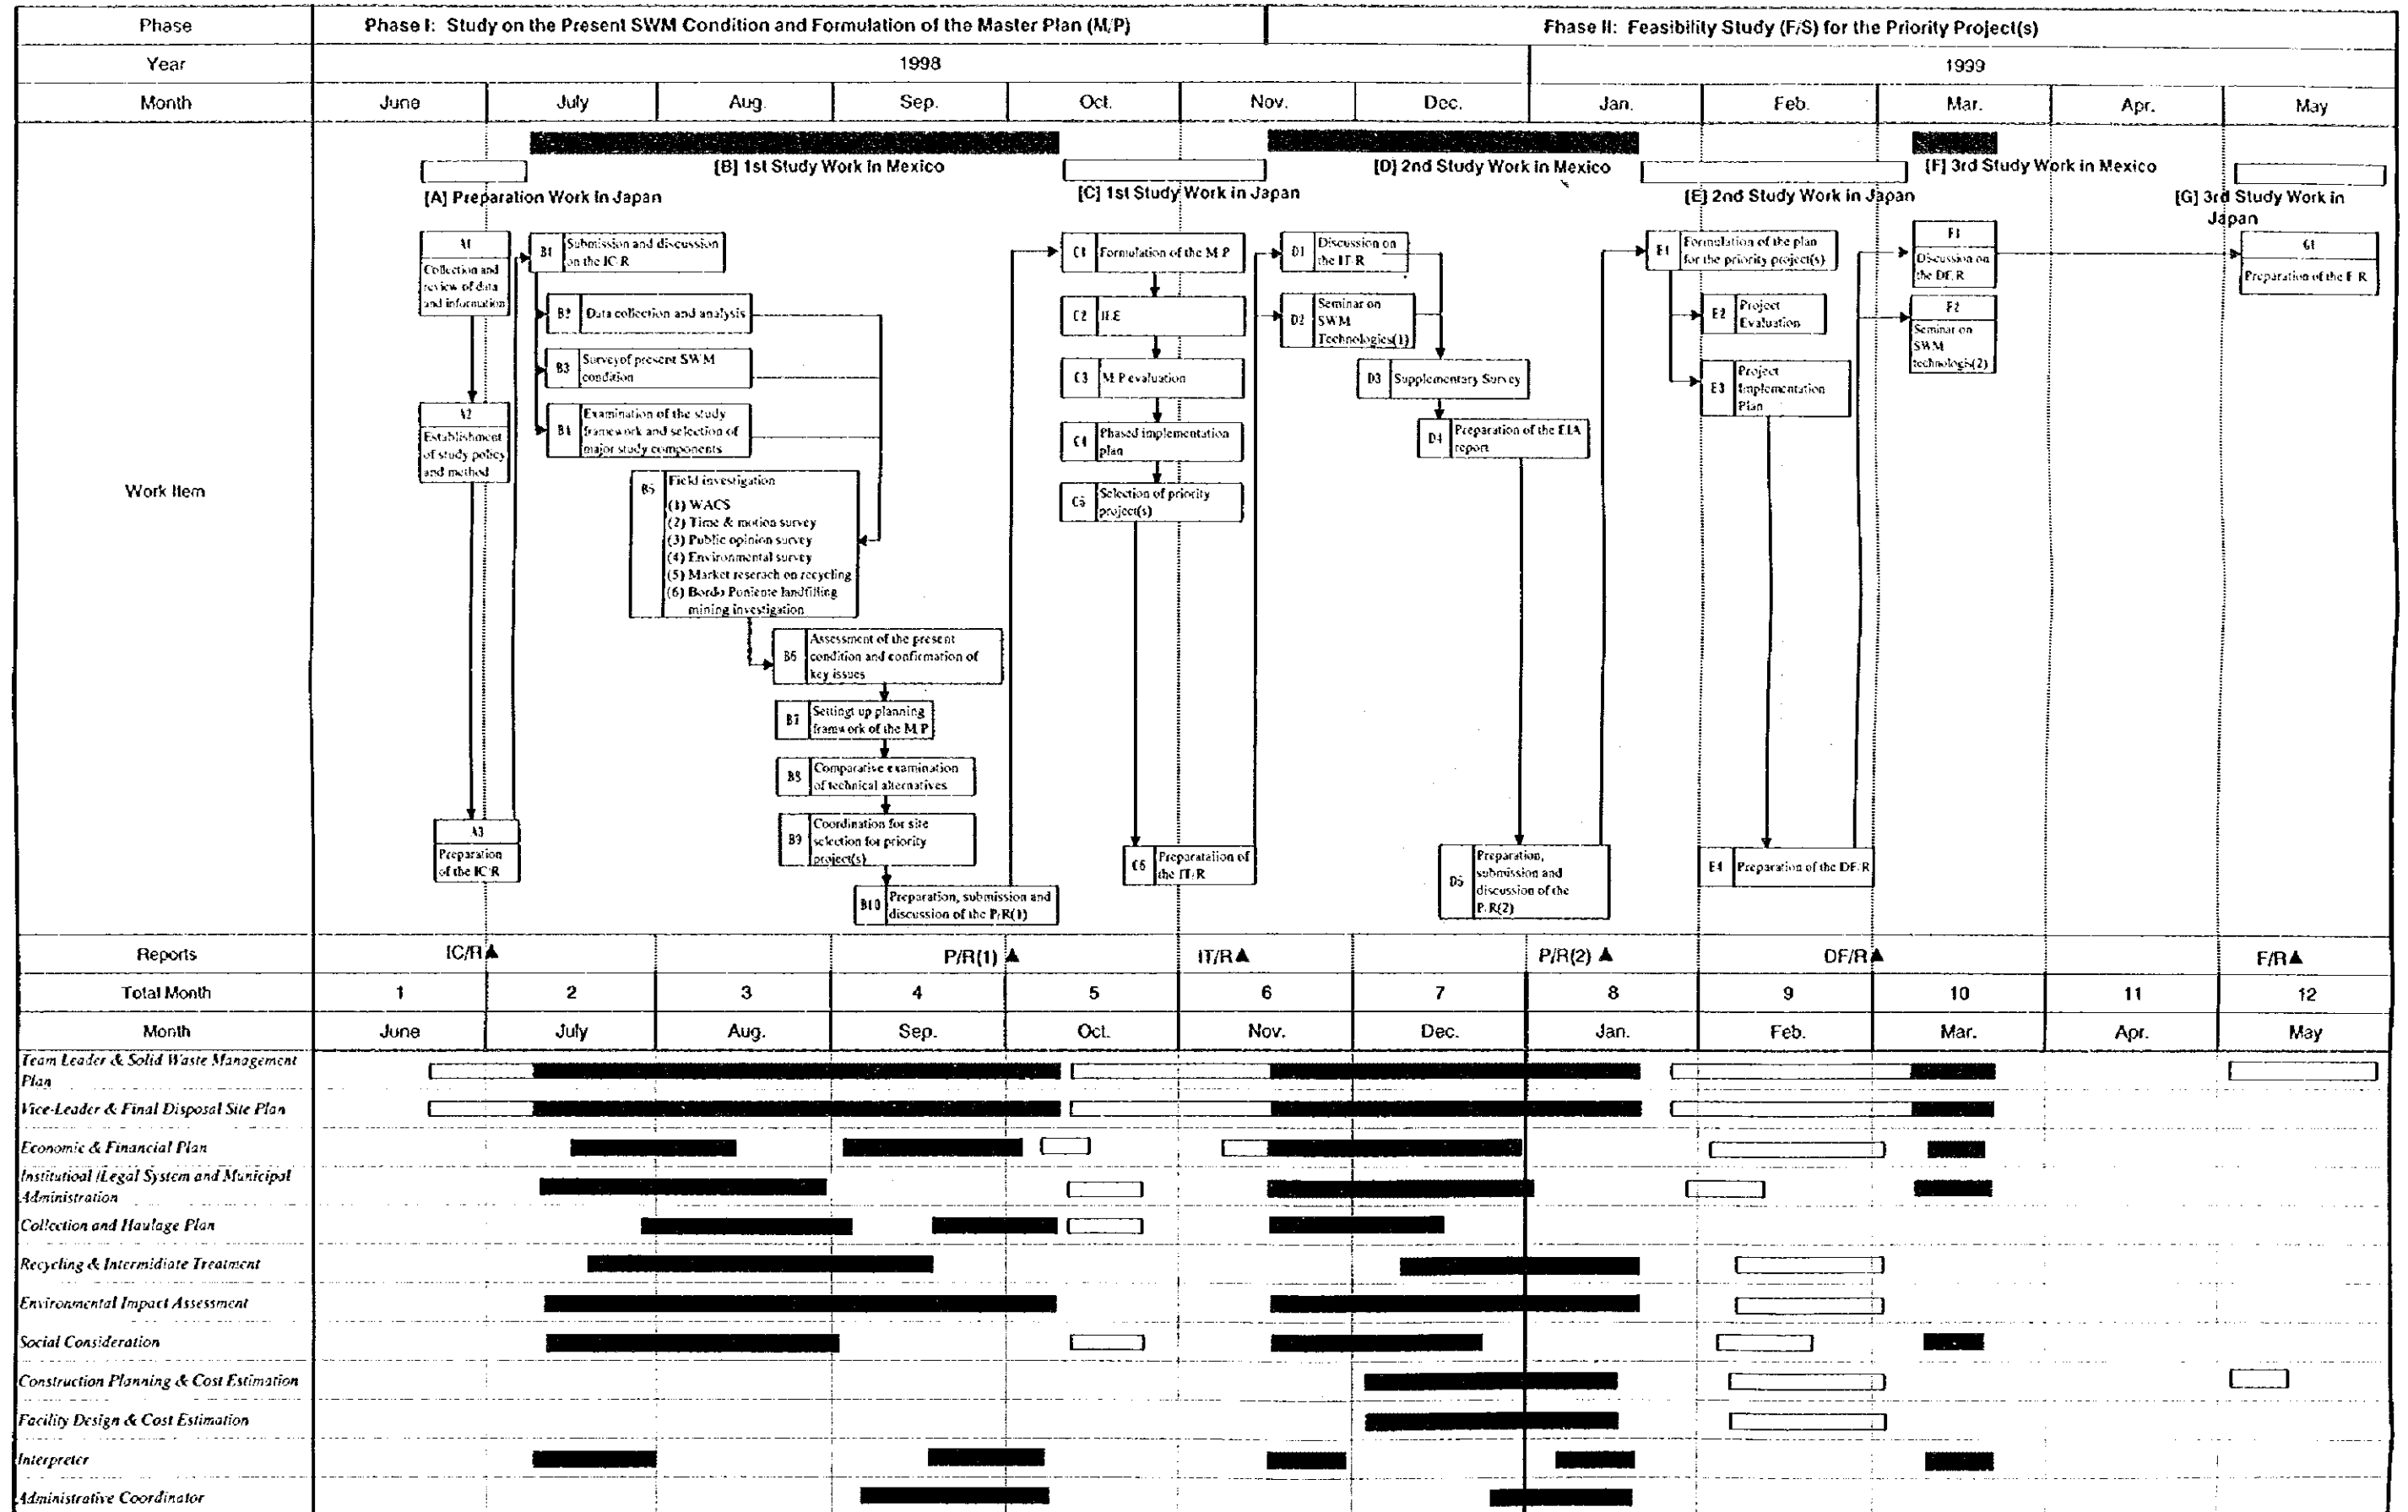 Phase
Phase I: Study on the Present SWM Condition and Formulation of the Master Plan (M/P)
Phase II: Feasibility Study (F/S) for the Priority Project(s)
Year
1998
1999
Month
June
July
Aug.
Sep.
Oct.
Nov.
Dec.
Jan.
Feb.
Mar.
Apr.
May
[B] 1st Study Work in Mexico
[D] 2nd Study Work in Mexico
[F] 3rd Study Work in Mexico
[A] Preparation Work in Japan
[C] 1st Study Work in Japan
[E] 2nd Study Work in Japan
[G] 3rd Study Work in
Japan
Work Item
A1
Collection and
review of data
and information
A2
Establishment
of study policy
and method
A3
Preparation
of the IC/R
B1
Submission and discussion
on the IC/R
B2
Data collection and analysis
B3
Surveyof present SWM
condition
B4
Examination of the study
framework and selection of
major study components
B5
Field investigation
(1) WACS
(2) Time & motion survey
(3) Public opinion survey
(4) Environmental survey
(5) Market reserach on recycling
(6) Bordo Poniente landfilling
mining investigation
B6
Assessment of the present
condition and confirmation of
key issues
B7
Settingt up planning
framwork of the M/P
B8
Comparative examination
of technical alternatives
B9
Coordination for site
selection for priority
project(s)
B10
Preparation, submission and
discussion of the P/R(1)
C1
Formulation of the M/P
C2
IEE
C3
M/P evaluation
C4
Phased implementation
plan
C5
Selection of priority
project(s)
C6
Preparataiion of
the IT/R
D1
Discussion on
the IT/R
D2
Seminar on
SWM
Technologies(1)
D3
Supplementary Survey
D4
Preparation of the EIA
report
D5
Preparation,
submission and
discussion of the
P/R(2)
E1
Formulation of the plan
for the priority project(s)
E2
Project
Evaluation
E3
Project
Implementation
Plan
E4
Preparation of the DF/R
F1
Discussion on
the DF/R
F2
Seminar on
SWM
technologis(2)
G1
Preparation of the F/R
Reports
IC/R▲
P/R(1) ▲
IT/R▲
P/R(2) ▲
DF/R▲
F/R▲
Total Month
1
2
3
4
5
6
7
8
9
10
11
12
Month
June
July
Aug.
Sep.
Oct.
Nov.
Dec.
Jan.
Feb.
Mar.
Apr.
May
Team Leader & Solid Waste Management
Plan
Vice-Leader & Final Disposal Site Plan
Economic & Financial Plan
Institutioal /Legal System and Municipal
Administration
Collection and Haulage Plan
Recycling & Intermidiate Treatment
Environmental Impact Assessment
Social Consideration
Construction Planning & Cost Estimation
Facility Design & Cost Estimation
Interpreter
Administrative Coordinator